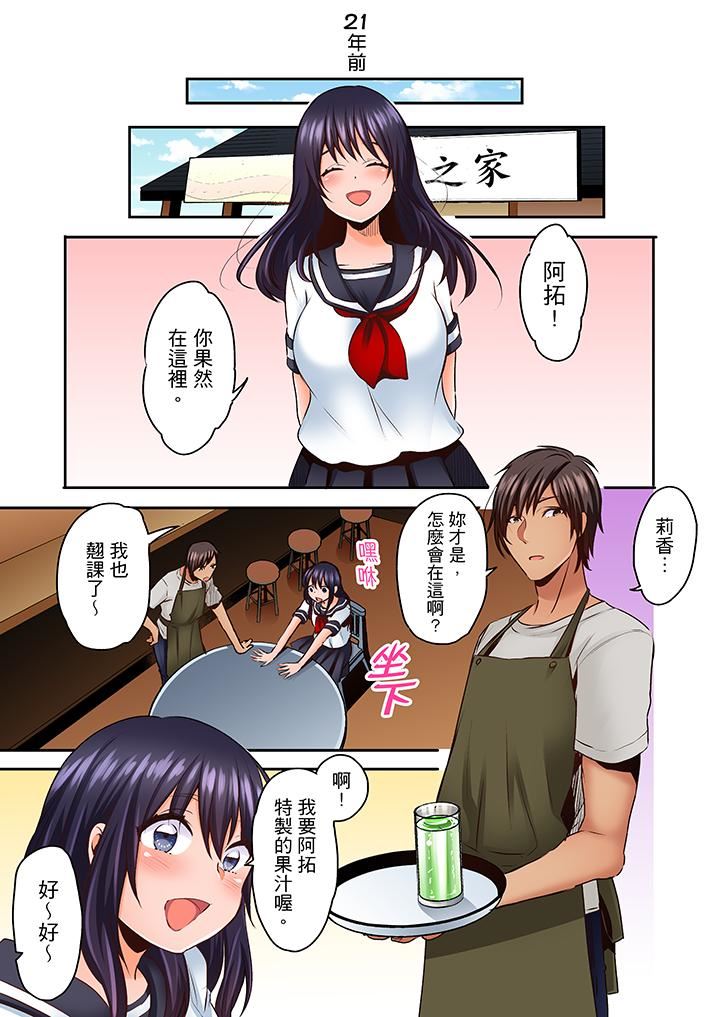 21
年前
之家
阿拓！
你果然
在這裡。
莉香…
妳才是，
怎麼會在這啊？
嘿咻
我也
翹課了～
坐下
啊！
我要阿拓
特製的果汁喔。
好～好～